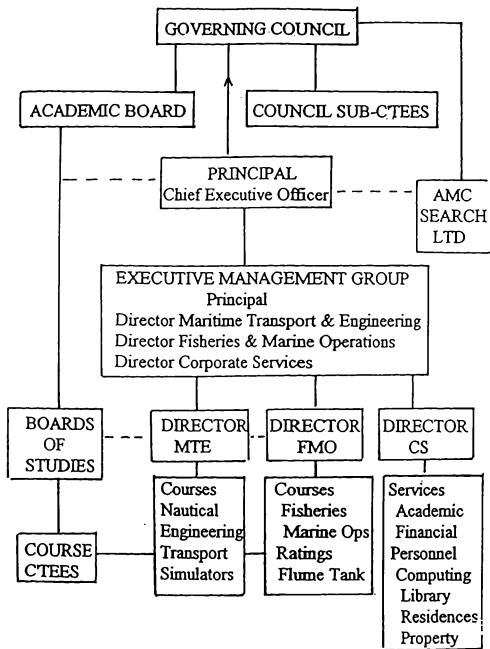 GOVERNING COUNCIL
ACADEMIC BOARD
COUNCIL SUB-CTEES
PRINCIPAL
Chief Executive Officer
AMC
SEARCH
LTD
EXECUTIVE MANAGEMENT GROUP
Principal
Director Maritime Transport & Engineering
Director Fisheries & Marine Operations
Director Corporate Services
BOARDS
OF
STUDIES
DIRECTOR
MTE
DIRECTOR
FMO
DIRECTOR
CS
COURSE
CTEES
Courses
Nautical
Engineering
Transport
Simulators
Courses
Fisheries
Marine Ops
Ratings
Flume Tank
Services
Academic
Financial
Personnel
Computing
Library
Residences
Property